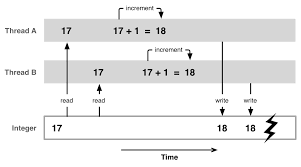 increment
Thread A 17 17 + 1 = 18
increment
Thread B 17 17 + 1 = 18
read read write write
Integer 17 18 18
Time